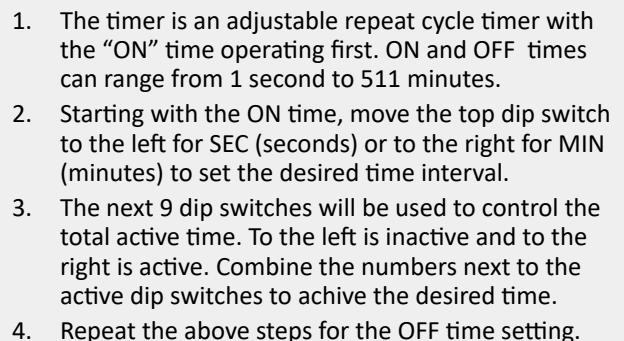 1. The timer is an adjustable repeat cycle timer with
the “ON” time operating first. ON and OFF times
can range from 1 second to 511 minutes.
2. Starting with the ON time, move the top dip switch
to the left for SEC (seconds) or to the right for MIN
(minutes) to set the desired time interval.
3. The next 9 dip switches will be used to control the
total active time. To the left is inactive and to the
right is active. Combine the numbers next to the
active dip switches to achive the desired time.
4. Repeat the above steps for the OFF time setting.